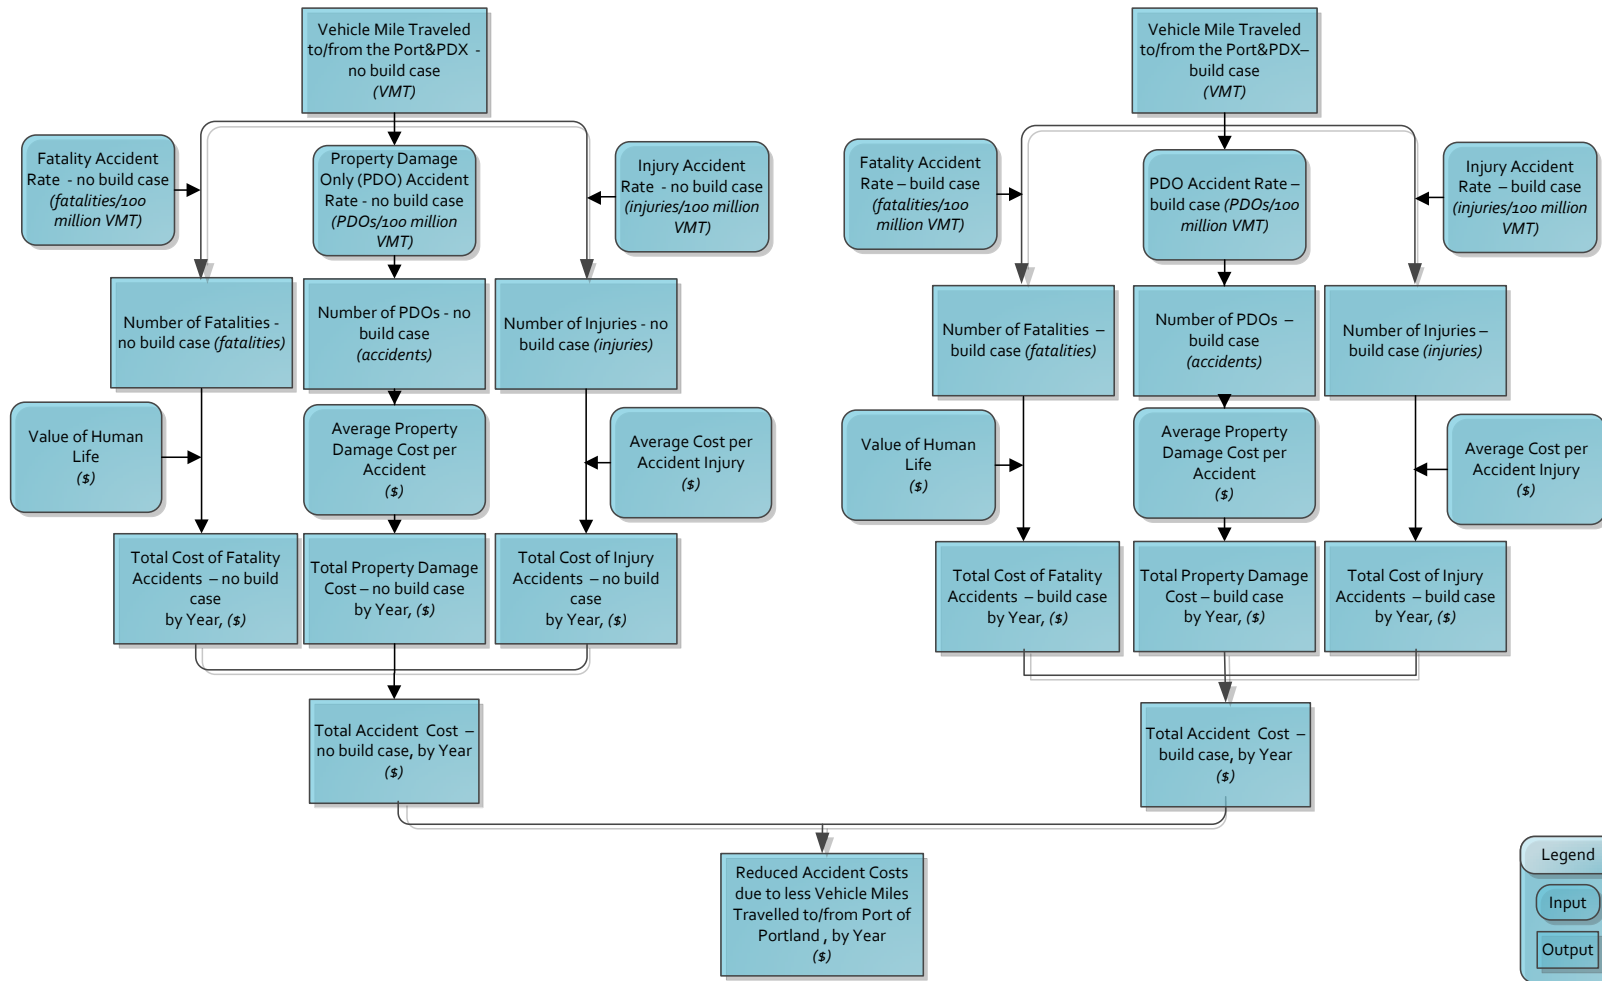 Vehicle Mile Traveled
to/from the Port&PDX -
no build case
(VMT)
Vehicle Mile Traveled
to/from the Port&PDX–
build case
(VMT)
Fatality Accident
Rate - no build case
(fatalities/100
million VMT)
Property Damage
Only (PDO) Accident
Rate - no build case
(PDOs/100 million
VMT)
Injury Accident
Rate - no build case
(injuries/100 million
VMT)
Fatality Accident
Rate – build case
(fatalities/100
million VMT)
PDO Accident Rate –
build case (PDOs/100
million VMT)
Injury Accident
Rate – build case
(injuries/100 million
VMT)
Number of Fatalities -
no build case (fatalities)
Number of PDOs - no
build case
(accidents)
Number of Injuries - no
build case (injuries)
Number of Fatalities –
build case (fatalities)
Number of PDOs –
build case
(accidents)
Number of Injuries –
build case (injuries)
Value of Human
Life
($)
Average Property
Damage Cost per
Accident
($)
Average Cost per
Accident Injury
($)
Value of Human
Life
($)
Average Property
Damage Cost per
Accident
($)
Average Cost per
Accident Injury
($)
Total Cost of Fatality
Accidents – no build
case
by Year, ($)
Total Property Damage
Cost – no build case
by Year, ($)
Total Cost of Injury
Accidents – no build
case
by Year, ($)
Total Cost of Fatality
Accidents – build case
by Year, ($)
Total Property Damage
Cost – build case
by Year, ($)
Total Cost of Injury
Accidents – build case
by Year, ($)
Total Accident Cost –
no build case, by Year
($)
Total Accident Cost –
build case, by Year
($)
Reduced Accident Costs
due to less Vehicle Miles
Travelled to/from Port of
Portland , by Year
($)
Legend
Input
Output